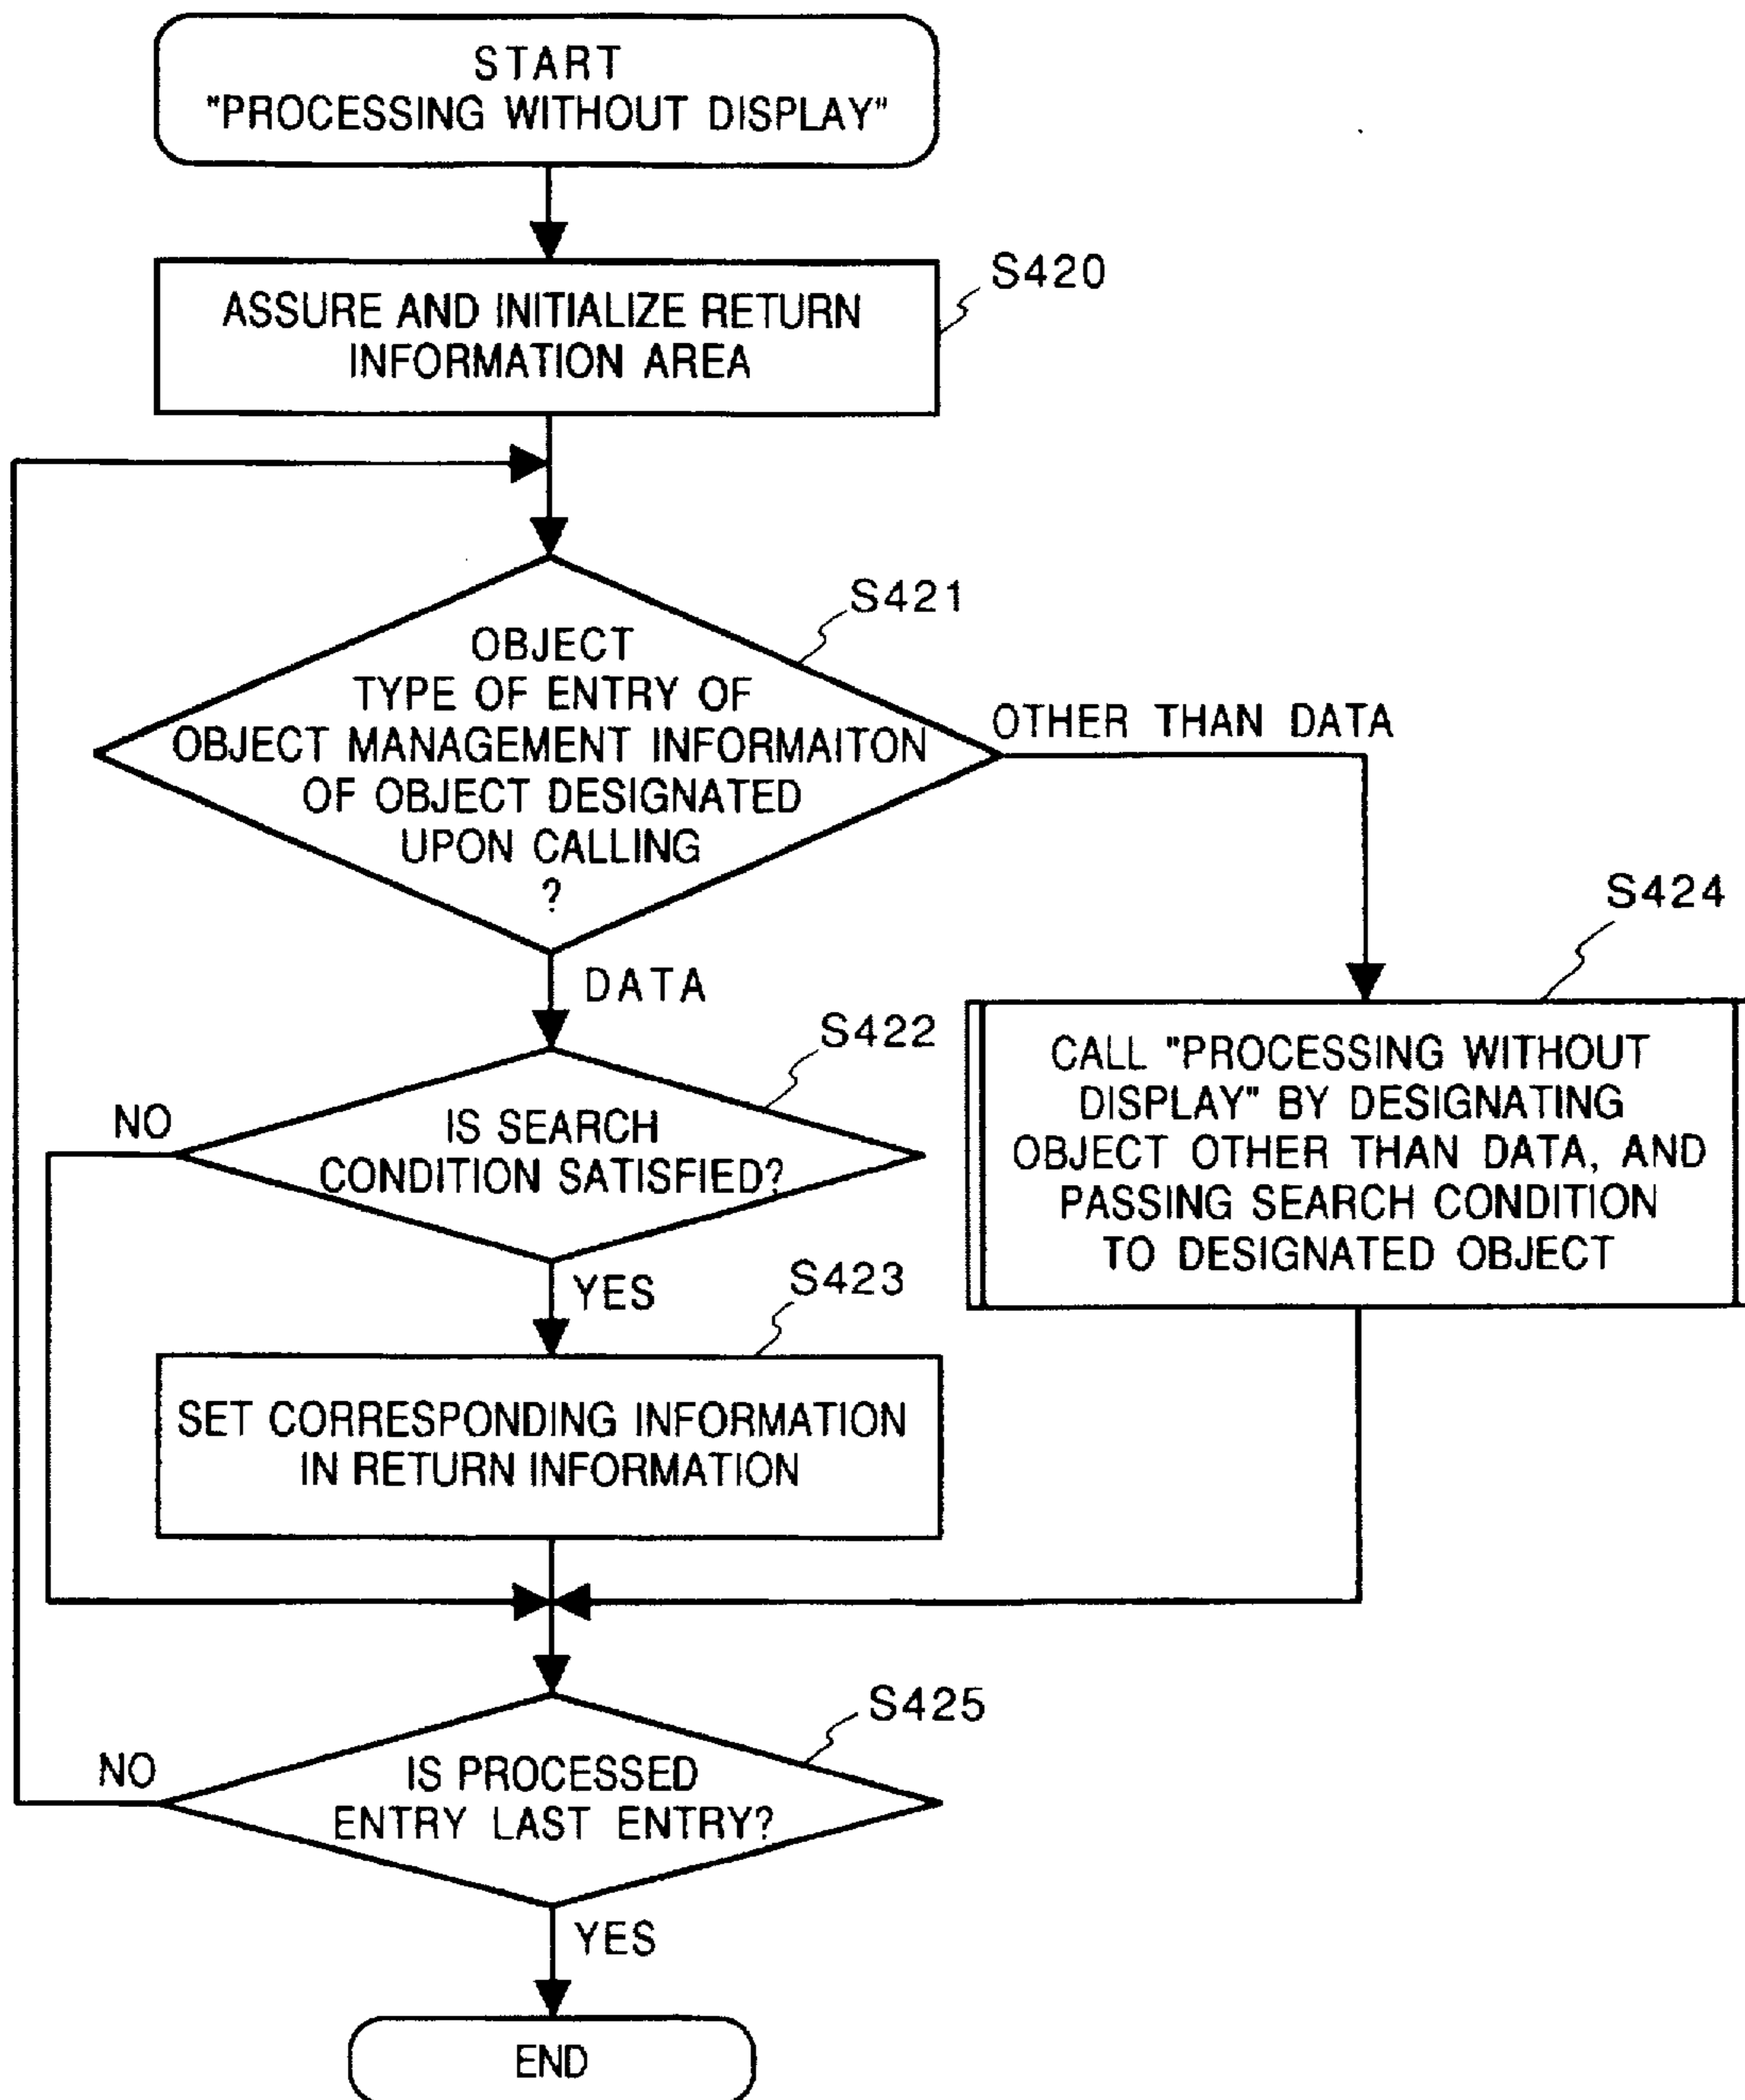 START
"PROCESSING WITHOUT DISPLAY"
S420
ASSURE AND INITIALIZE RETURN
INFORMATION AREA
S421
OBJECT
TYPE OF ENTRY OF
OBJECT MANAGEMENT INFORMAITON
OF OBJECT DESIGNATED
UPON CALLING
?
OTHER THAN DATA
DATA
S424
CALL "PROCESSING WITHOUT
DISPLAY" BY DESIGNATING
OBJECT OTHER THAN DATA, AND
PASSING SEARCH CONDITION
TO DESIGNATED OBJECT
S422
NO
IS SEARCH
CONDITION SATISFIED?
YES
S423
SET CORRESPONDING INFORMATION
IN RETURN INFORMATION
S425
NO
IS PROCESSED
ENTRY LAST ENTRY?
YES
END